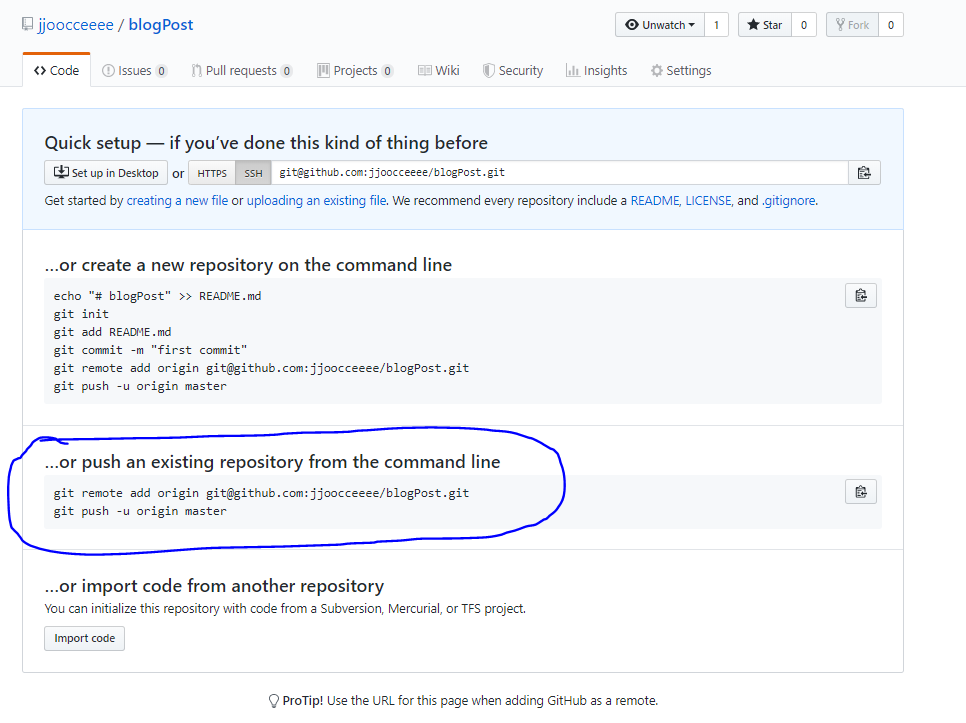 jjoocceeee / blogPost
Unwatch 1 Star 0 Fork 0
Code Issues 0 Pull requests 0 Projects 0 Wiki Security Insights Settings
Quick setup — if you’ve done this kind of thing before
Set up in Desktop or HTTPS SSH git@github.com:jjoocceeee/blogPost.git
Get started by creating a new file or uploading an existing file. We recommend every repository include a README, LICENSE, and .gitignore.
…or create a new repository on the command line
echo "# blogPost" >> README.md
git init
git add README.md
git commit -m "first commit"
git remote add origin git@github.com:jjoocceeee/blogPost.git
git push -u origin master
…or push an existing repository from the command line
git remote add origin git@github.com:jjoocceeee/blogPost.git
git push -u origin master
…or import code from another repository
You can initialize this repository with code from a Subversion, Mercurial, or TFS project.
Import code
ProTip! Use the URL for this page when adding GitHub as a remote.